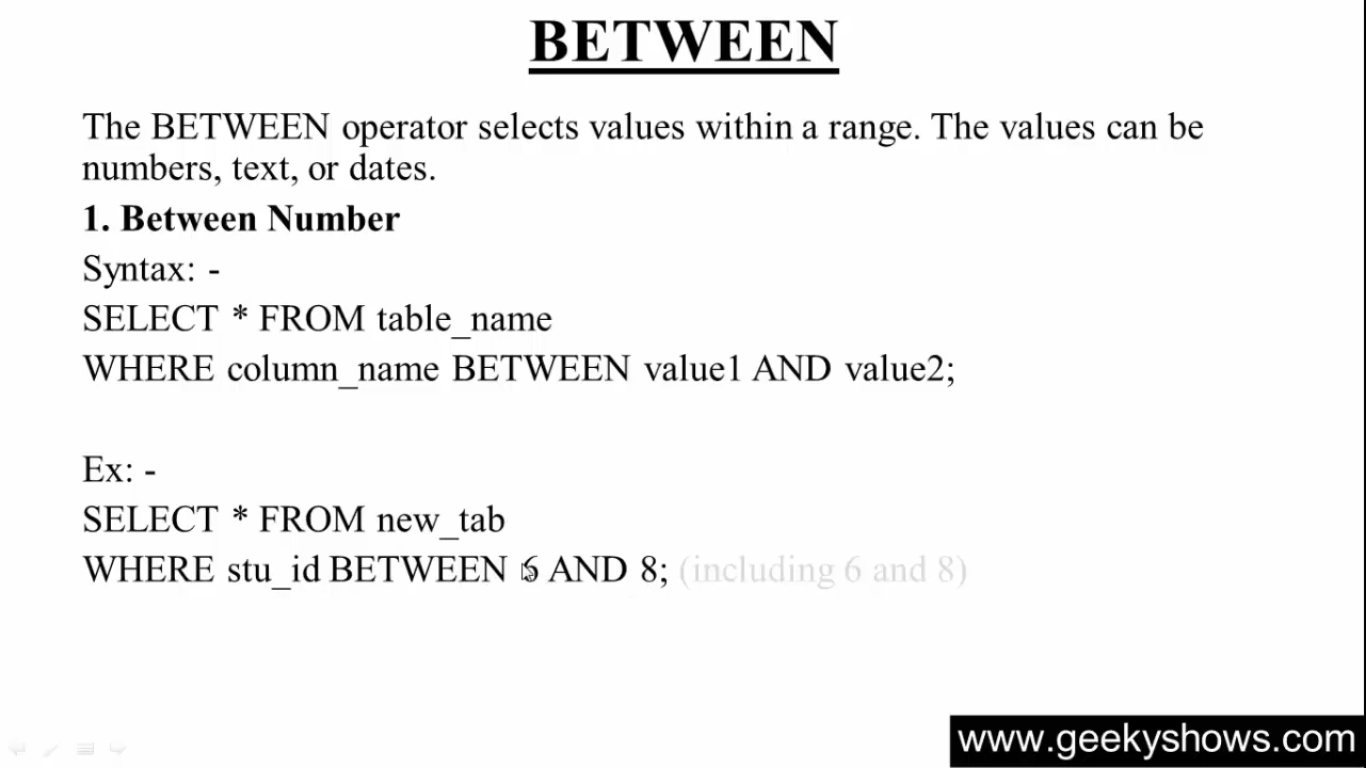 BETWEEN
The BETWEEN operator selects values within a range. The values can be
numbers, text, or dates.
1. Between Number
Syntax: -
SELECT * FROM table_name
WHERE column_name BETWEEN value1 AND value2;
Ex: -
SELECT * FROM new_tab
WHERE stu_id BETWEEN 6 AND 8; (including 6 and 8)
www.geekyshows.com